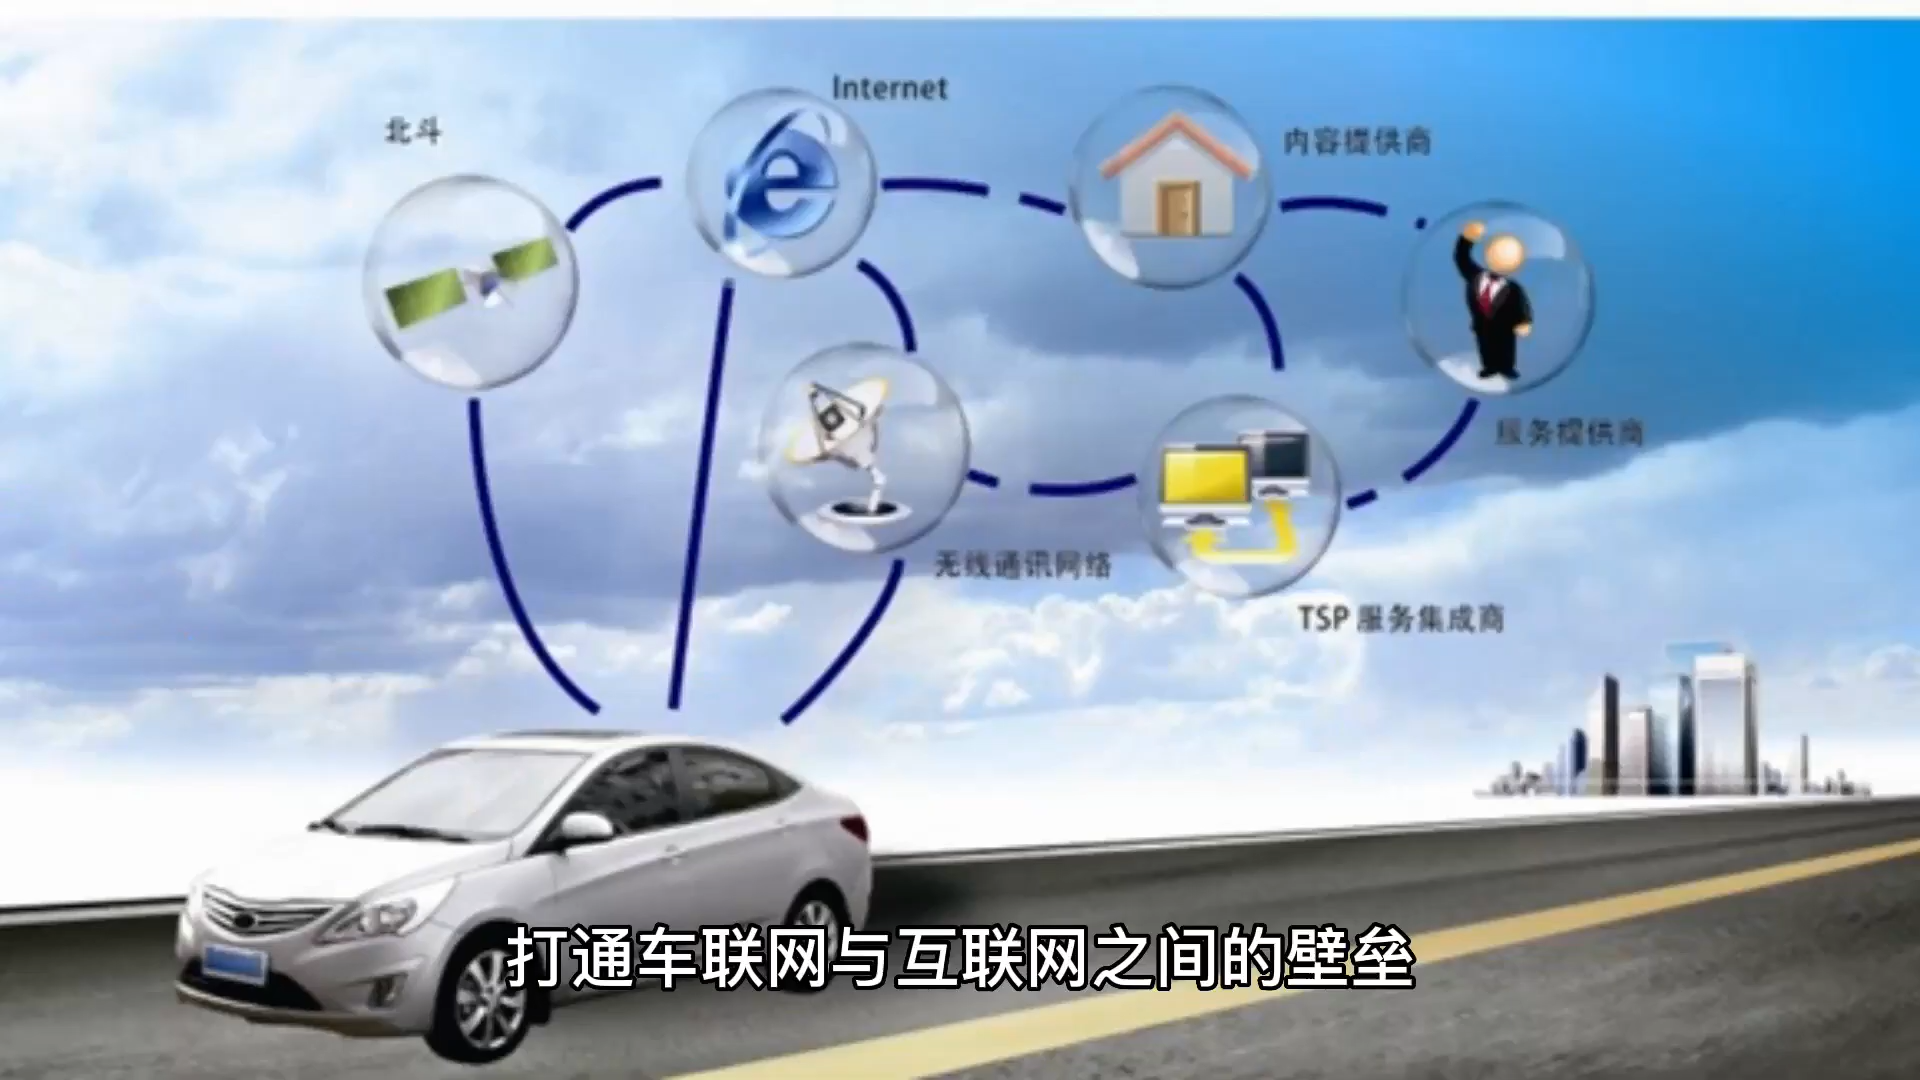 Internet
北斗
内容提供商
服务提供商
无线通讯网络
TSP 服务集成商
打通车联网与互联网之间的壁垒